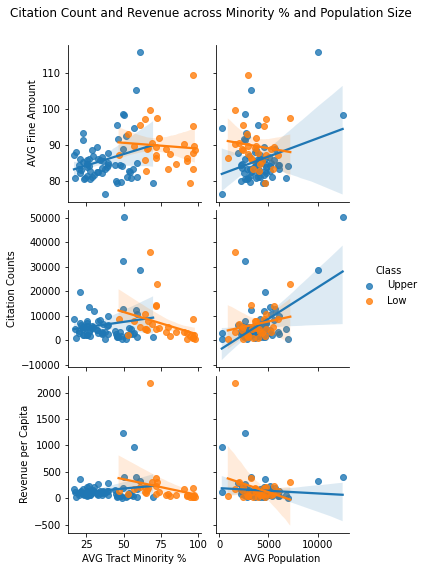 Citation Count and Revenue across Minority % and Population Size
AVG Fine Amount
110
100
90
80
Citation Counts
50000
40000
30000
20000
10000
0
−10000
Class
Upper
Low
Revenue per Capita
2000
1500
1000
500
0
−500
25
50
75
100
0
5000
10000
AVG Tract Minority %
AVG Population